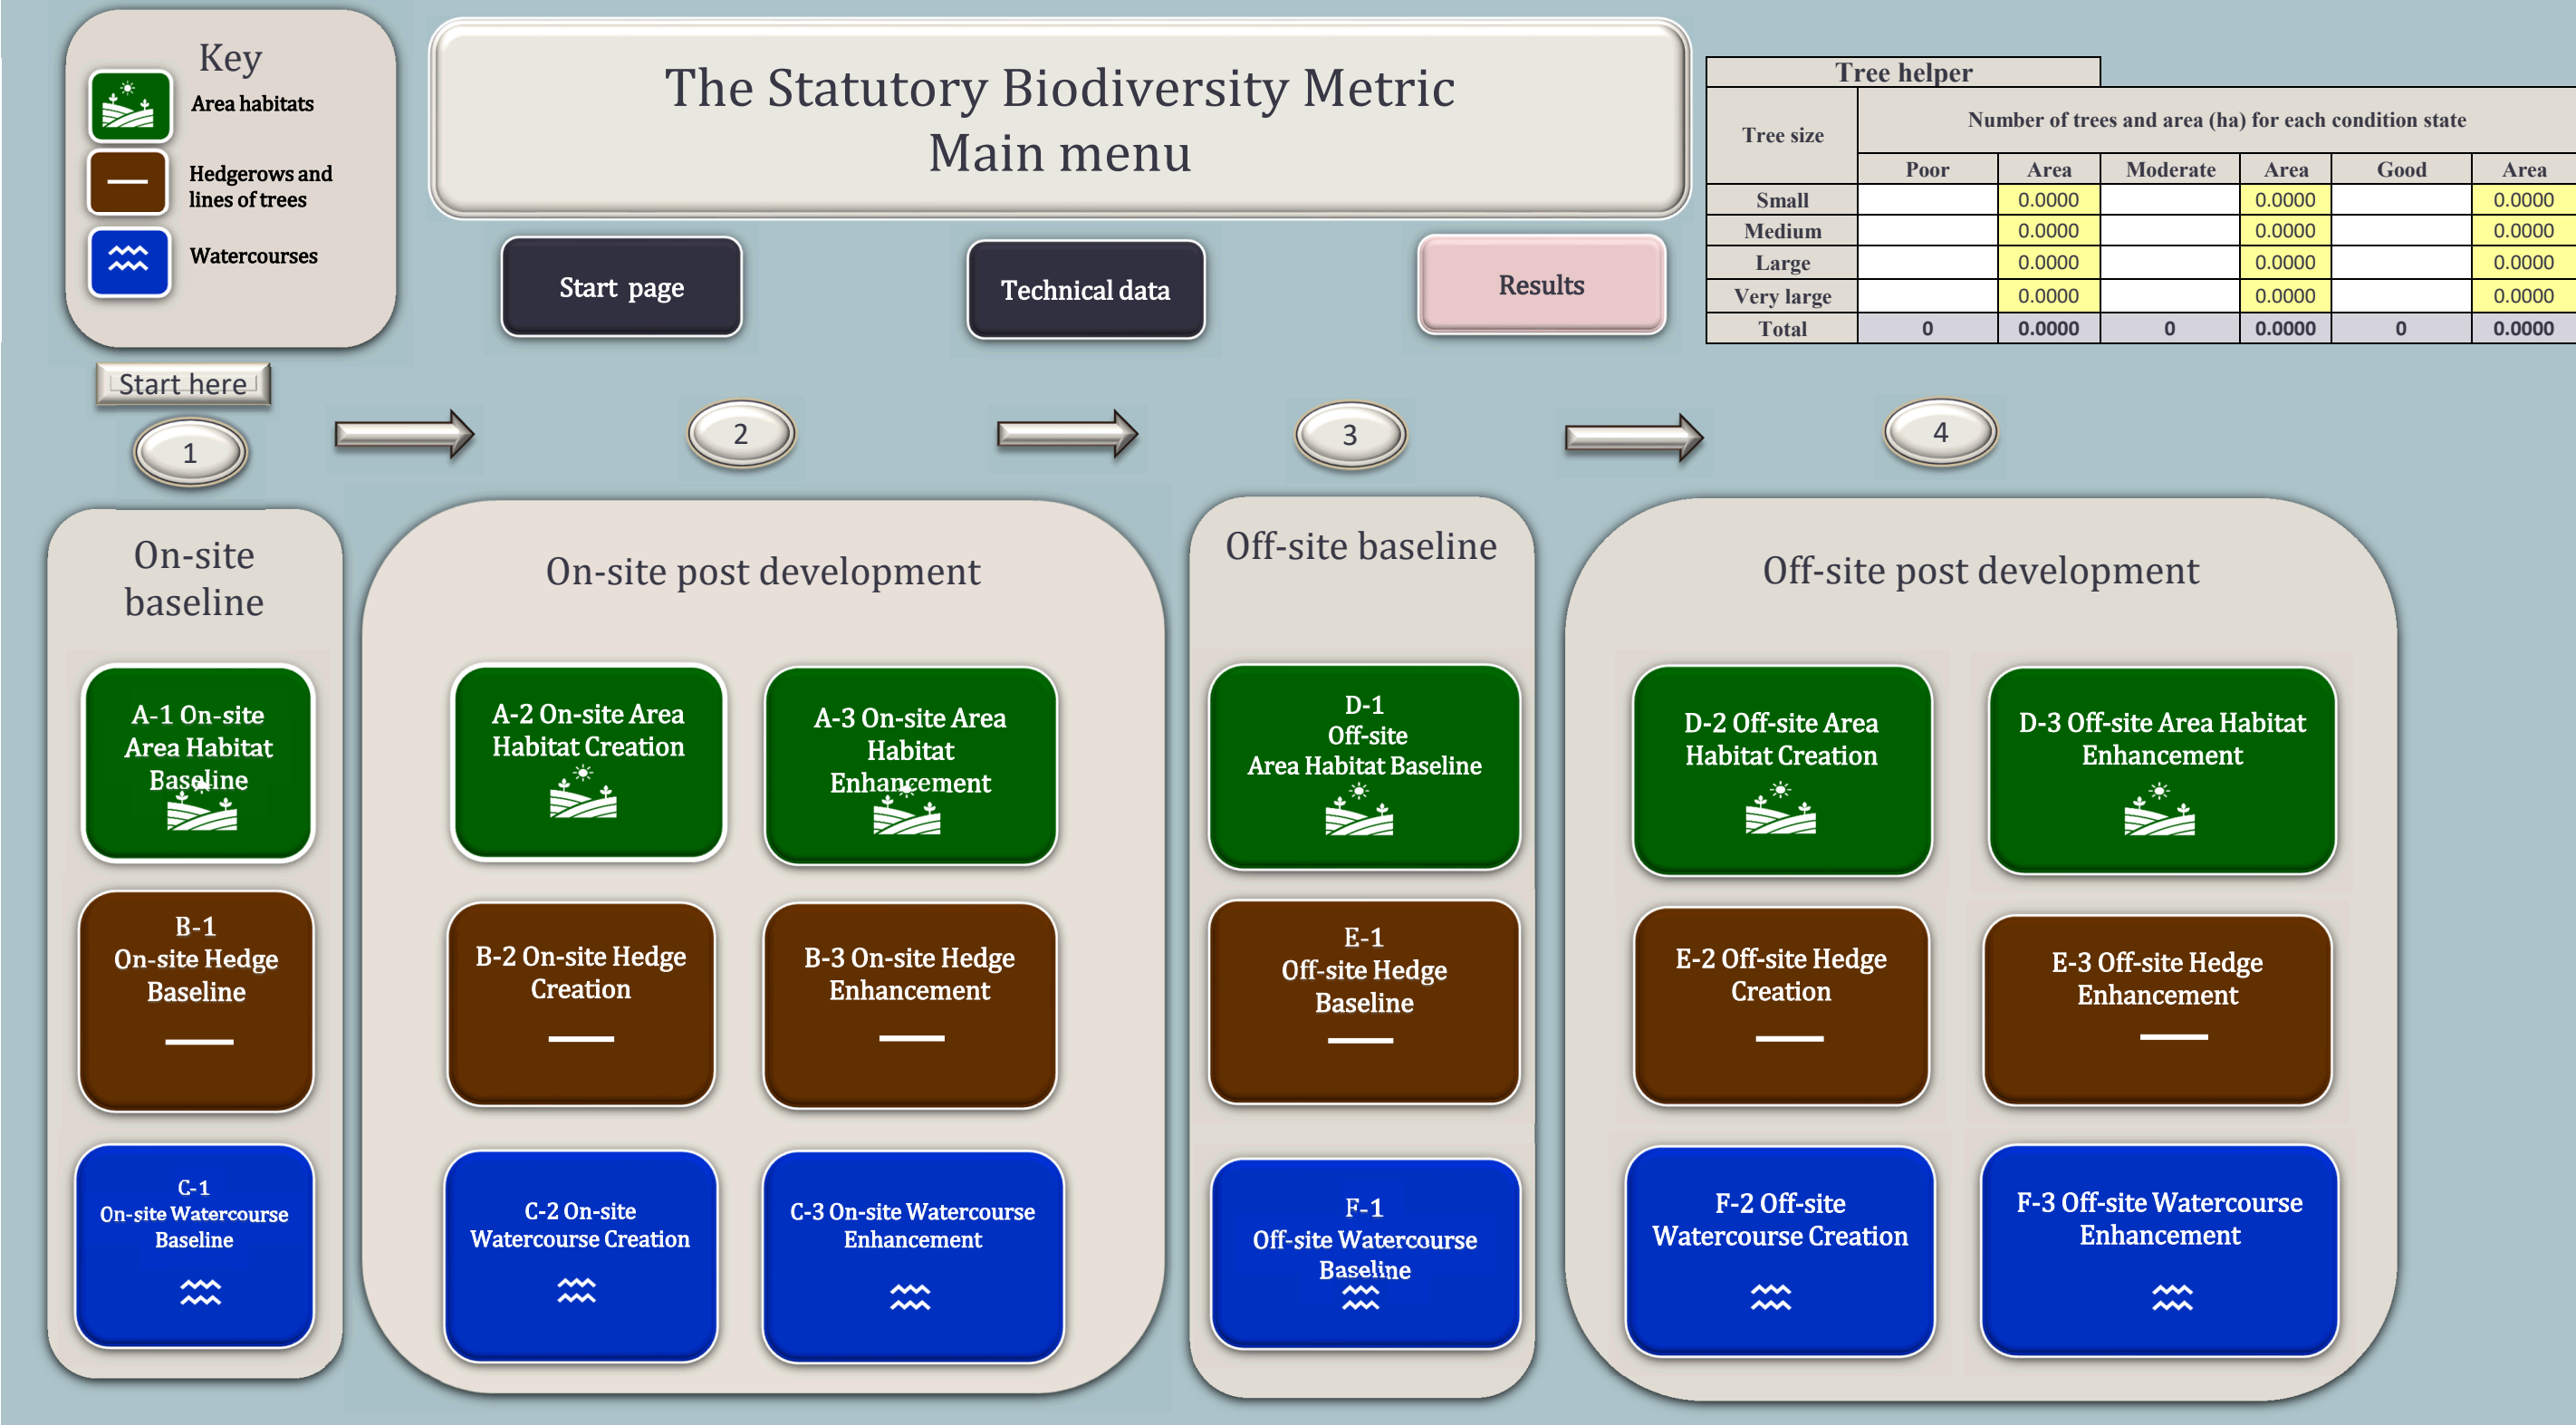 Key
Area habitats
Hedgerows and
lines of trees
Watercourses
The Statutory Biodiversity Metric
Main menu
Start page
Technical data
Results
Tree helper
Tree size
Number of trees and area (ha) for each condition state
Poor Area Moderate Area Good Area
Small 0.0000 0.0000 0.0000
Medium 0.0000 0.0000 0.0000
Large 0.0000 0.0000 0.0000
Very large 0.0000 0.0000 0.0000
Total 0 0.0000 0 0.0000 0 0.0000
Start here
1
2
3
4
On-site
baseline
A-1 On-site
Area Habitat
Baseline
B-1
On-site Hedge
Baseline
C-1
On-site Watercourse
Baseline
On-site post development
A-2 On-site Area
Habitat Creation
A-3 On-site Area
Habitat
Enhancement
B-2 On-site Hedge
Creation
B-3 On-site Hedge
Enhancement
C-2 On-site
Watercourse Creation
C-3 On-site Watercourse
Enhancement
Off-site baseline
D-1
Off-site
Area Habitat Baseline
E-1
Off-site Hedge
Baseline
F-1
Off-site Watercourse
Baseline
Off-site post development
D-2 Off-site Area
Habitat Creation
D-3 Off-site Area Habitat
Enhancement
E-2 Off-site Hedge
Creation
E-3 Off-site Hedge
Enhancement
F-2 Off-site
Watercourse Creation
F-3 Off-site Watercourse
Enhancement